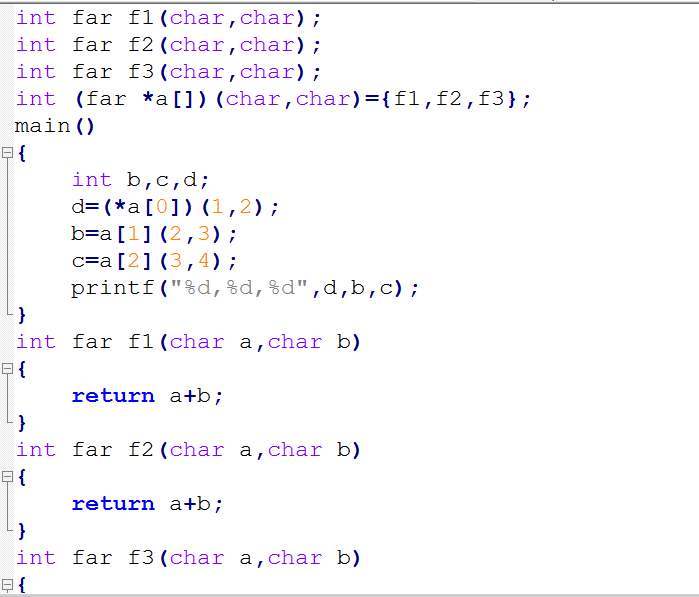 int far f1(char,char);
int far f2(char,char);
int far f3(char,char);
int (far *a[])(char,char)={f1,f2,f3};
main()
{
    int b,c,d;
    d=(*a[0])(1,2);
    b=a[1](2,3);
    c=a[2](3,4);
    printf("%d,%d,%d",d,b,c);
}
int far f1(char a,char b)
{
    return a+b;
}
int far f2(char a,char b)
{
    return a+b;
}
int far f3(char a,char b)
{